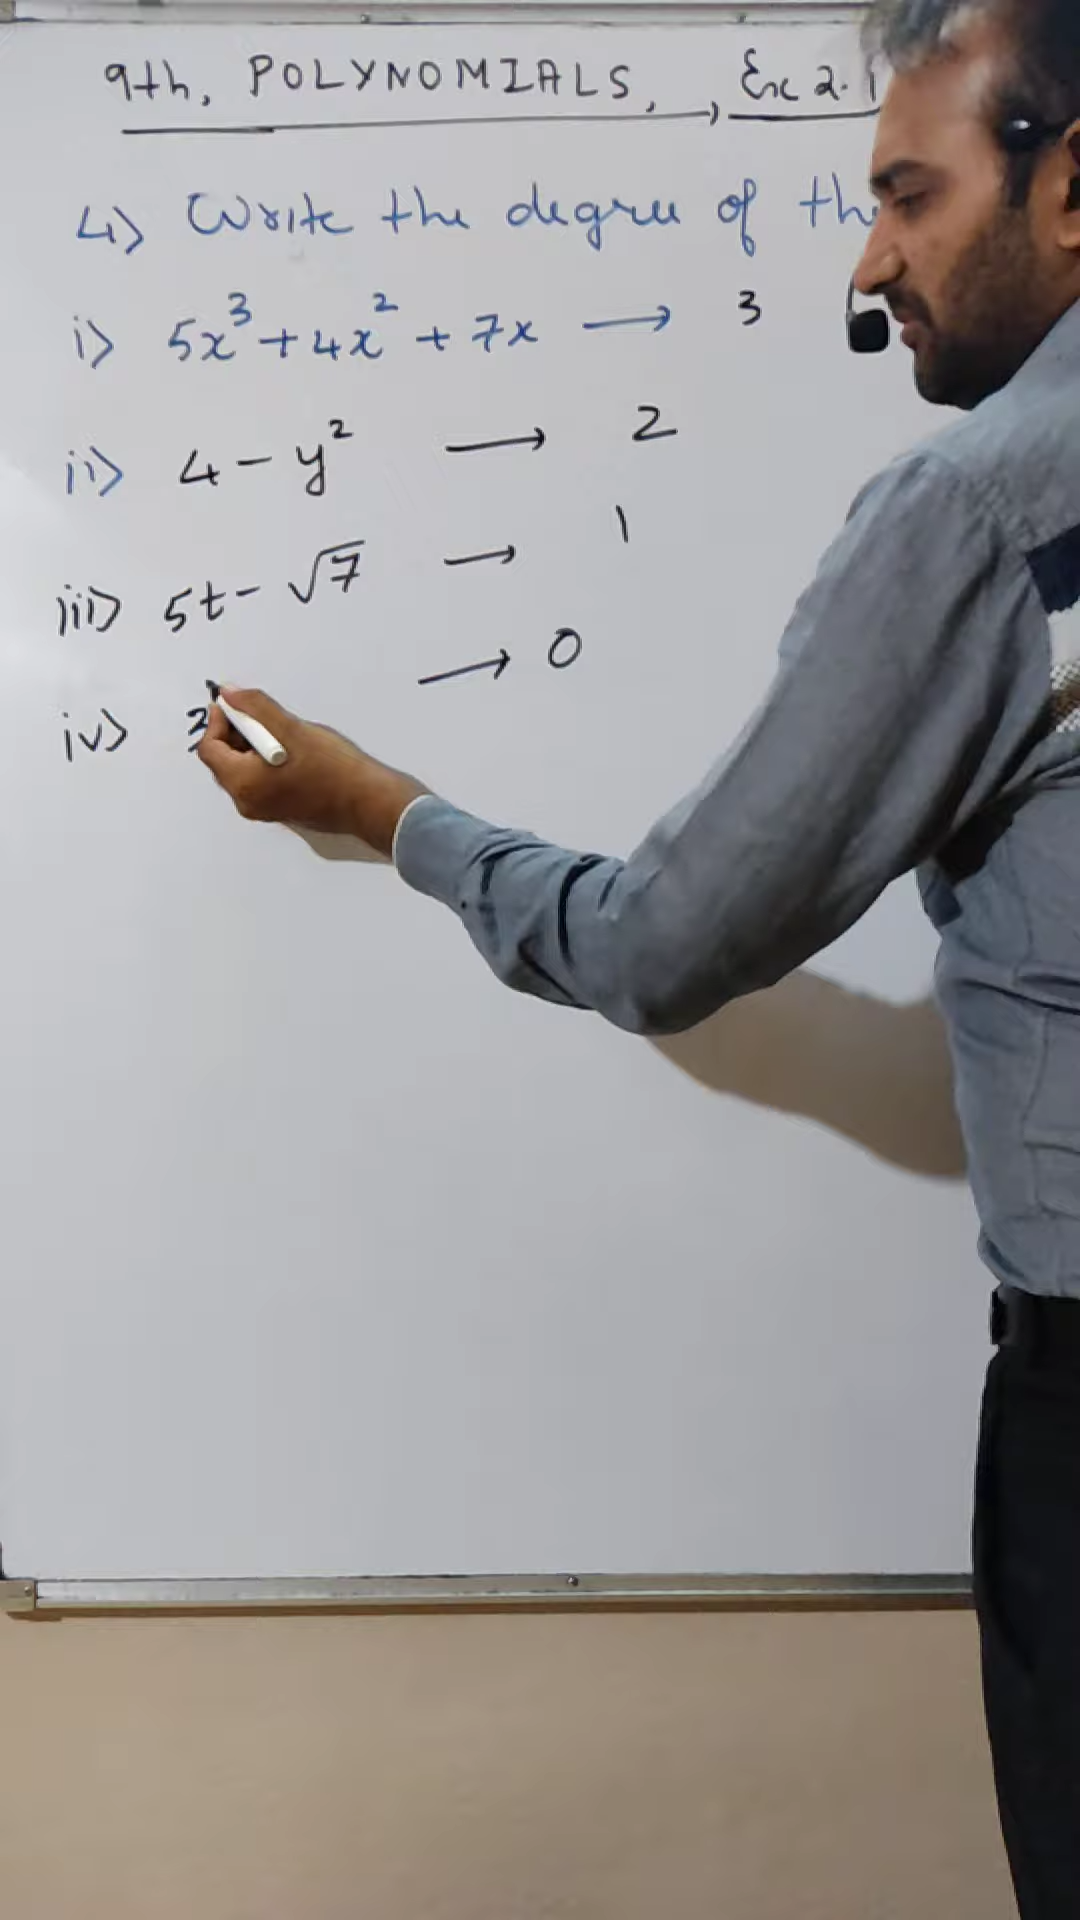 9th, POLYNOMIALS, → Ex 2.1
4) Write the degree of th
i) 5x³ + 4x² + 7x → 3
ii) 4 - y² → 2
iii) 5t - √7 → 1
iv) 3 → 0